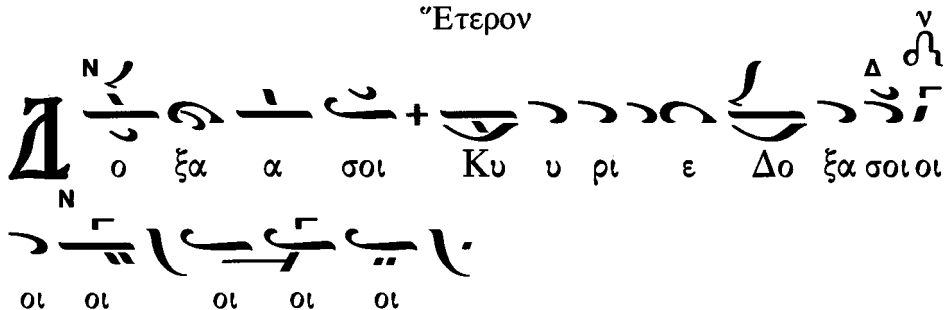 Ἕτερον
ν
Ν Δ
Δ ο ξα α σοι Κυ υ ρι ε Δο ξα σοι οι
Ν
οι οι οι οι οι